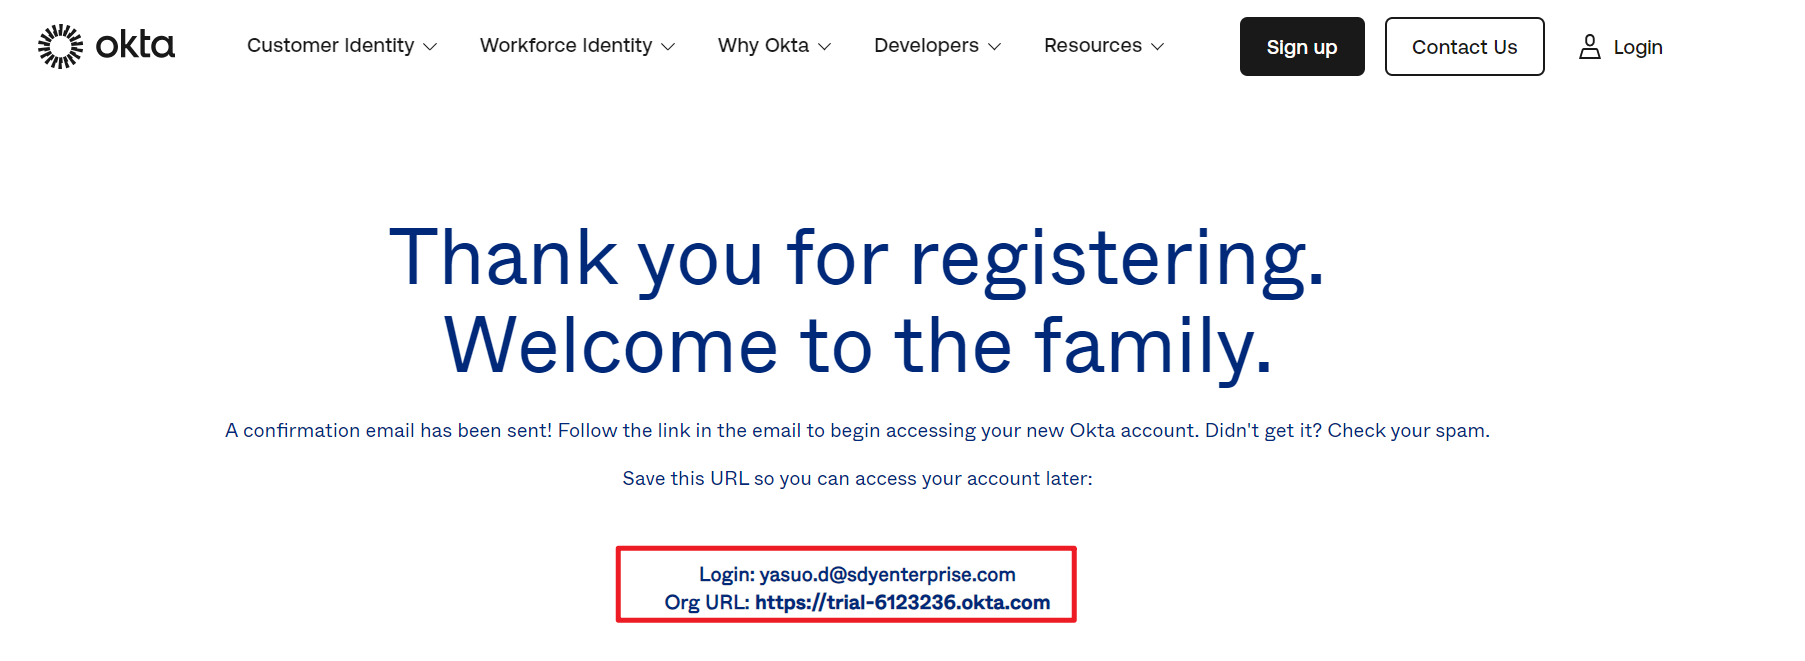 okta Customer Identity Workforce Identity Why Okta Developers Resources Sign up Contact Us Login
Thank you for registering.
Welcome to the family.
A confirmation email has been sent! Follow the link in the email to begin accessing your new Okta account. Didn't get it? Check your spam.
Save this URL so you can access your account later:
Login: yasuo.d@sdyenterprise.com
Org URL: https://trial-6123236.okta.com